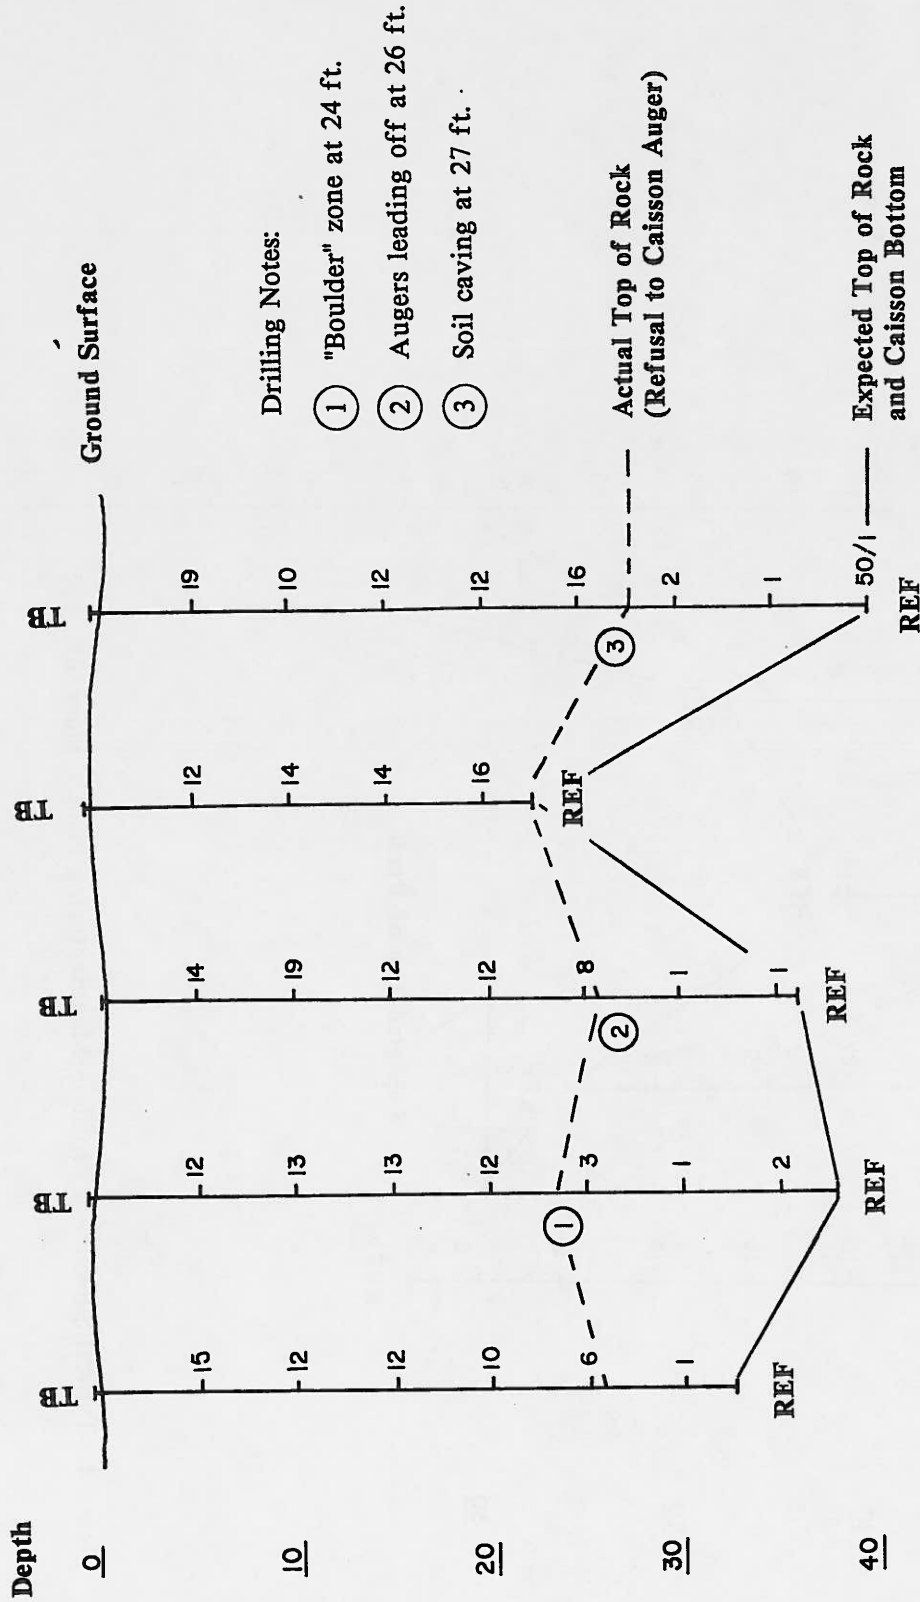 Depth
0
10
20
30
40
TB
15
12
12
10
6
1
REF
TB
12
13
13
12
3
1
2
REF
TB
14
19
12
12
8
1
1
REF
TB
12
14
14
16
REF
TB
19
10
12
12
16
2
1
50/1
REF
1
2
3
Ground Surface
Drilling Notes:
1 "Boulder" zone at 24 ft.
2 Augers leading off at 26 ft.
3 Soil caving at 27 ft.
Actual Top of Rock
(Refusal to Caisson Auger)
Expected Top of Rock
and Caisson Bottom